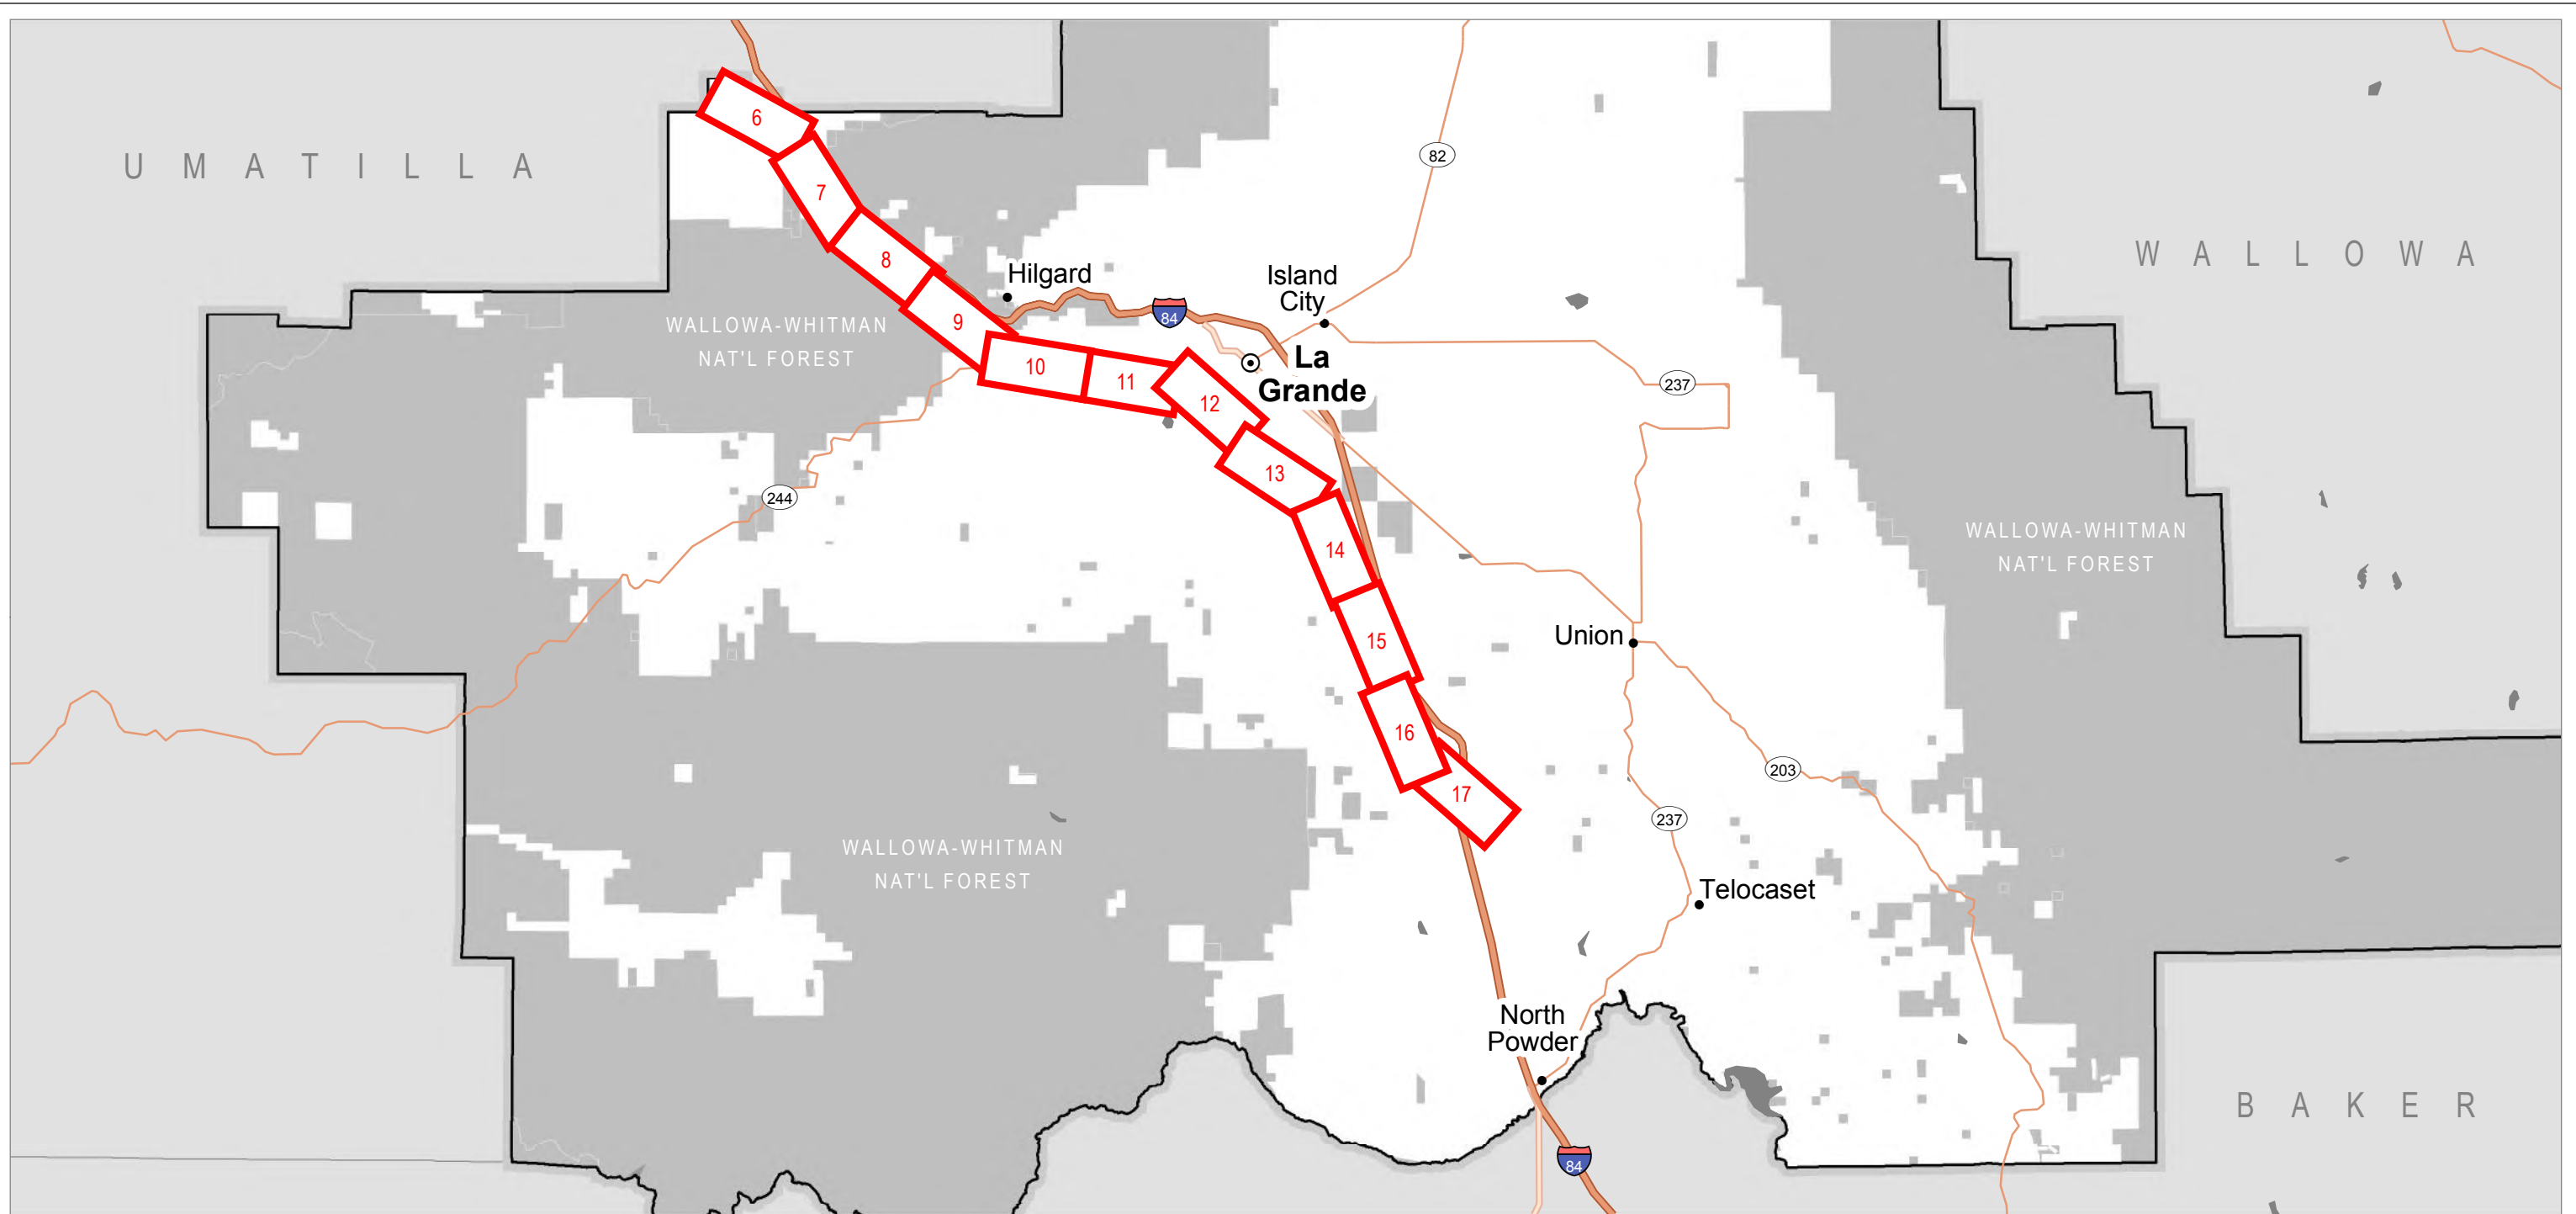 6
82
U M A T I L L A
7
W A L L O W A
8
Hilgard
Island
City
84
9
WALLOWA-WHITMAN
NAT'L FOREST
La
Grande
10
11
237
12
13
244
WALLOWA-WHITMAN
NAT'L FOREST
14
Union
15
16
203
17
237
WALLOWA-WHITMAN
NAT'L FOREST
Telocaset
North
Powder
B A K E R
84